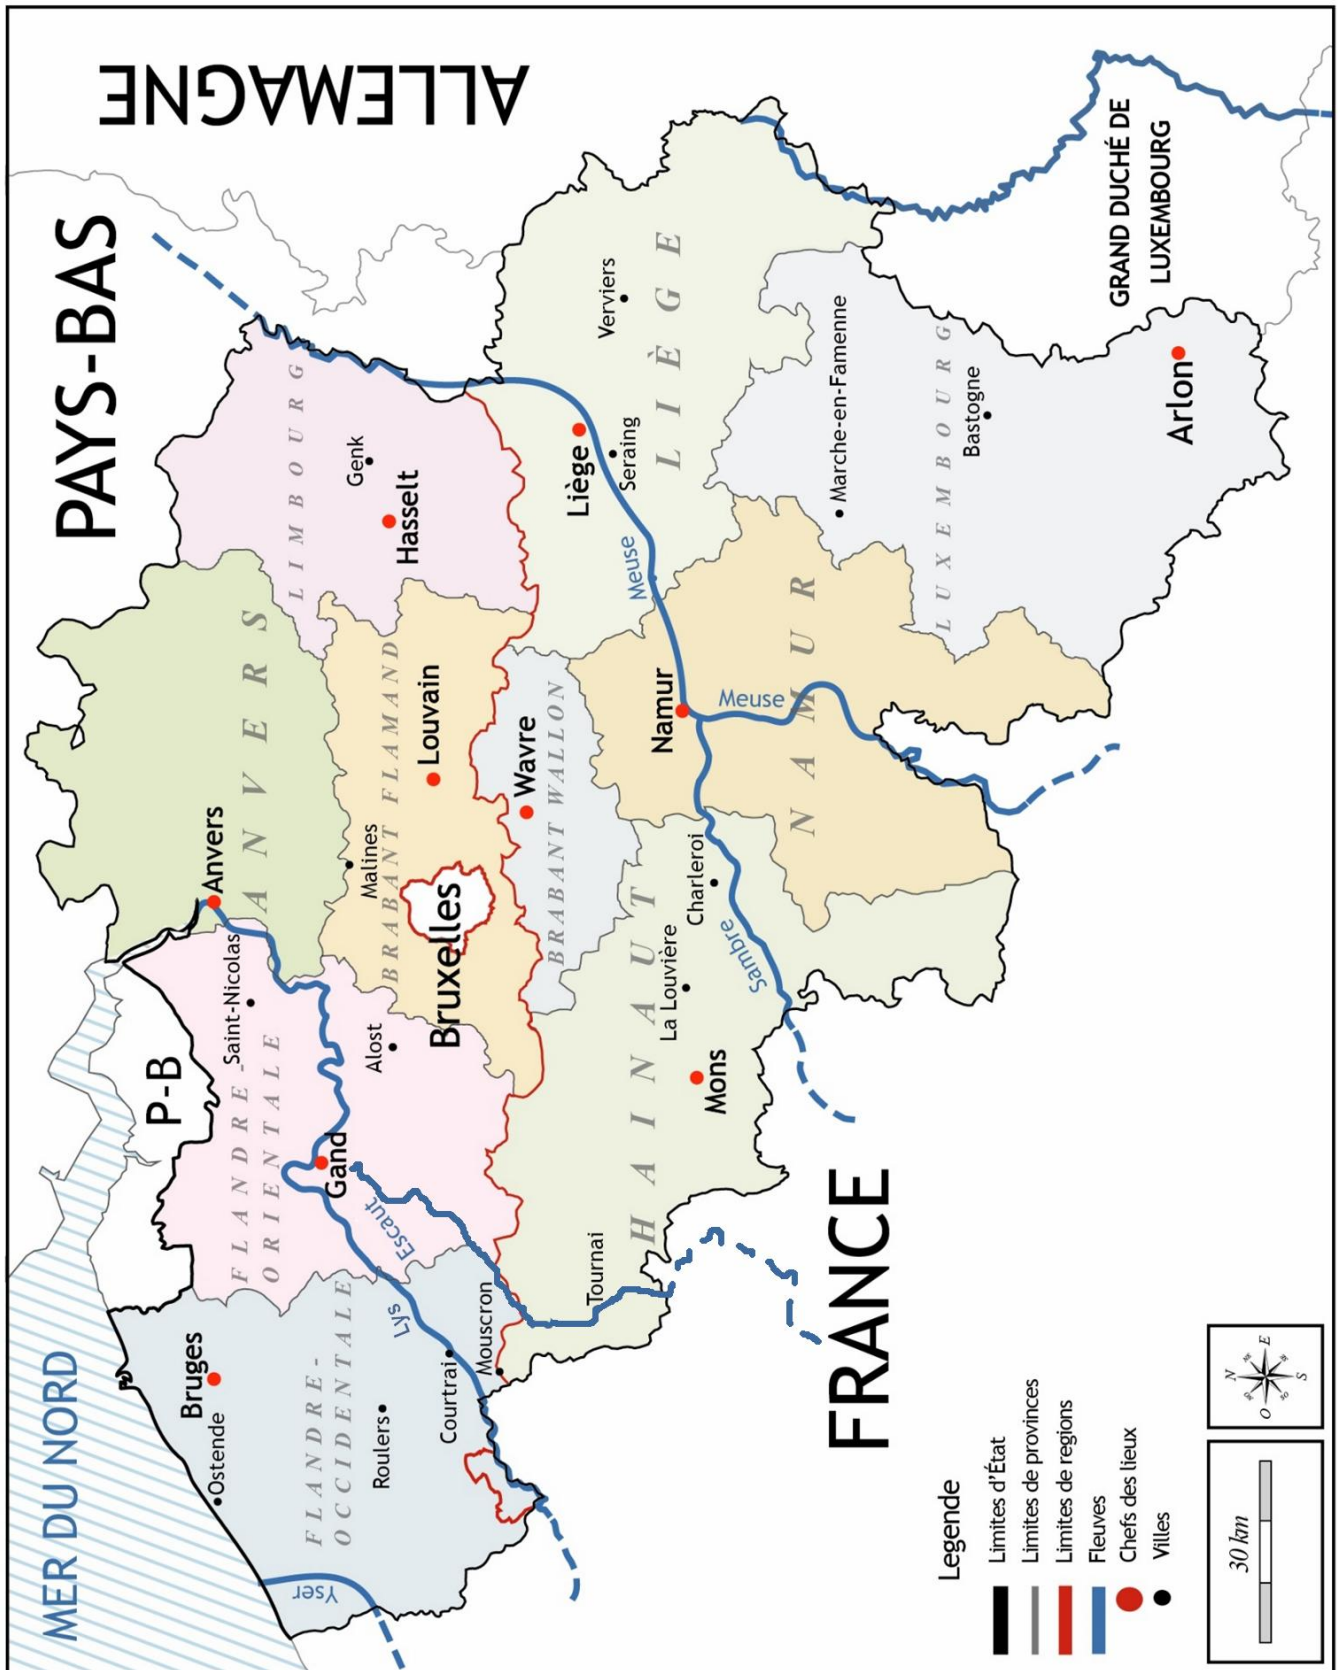 MER DU NORD
PAYS-BAS
ALLEMAGNE
P-B
FRANCE
GRAND DUCHÉ DE
LUXEMBOURG
FLANDRE -
OCCIDENTALE
FLANDRE -
ORIENTALE
ANVERS
LIMBOURG
BRABANT FLAMAND
BRABANT WALLON
HAINAUT
NAMUR
LIÈGE
LUXEMBOURG
Bruges
Ostende
Roulers
Courtrai
Mouscron
Tournai
Gand
Saint-Nicolas
Alost
Anvers
Malines
Bruxelles
Louvain
Wavre
Hasselt
Genk
Liège
Seraing
Verviers
Namur
Charleroi
La Louvière
Mons
Marche-en-Famenne
Bastogne
Arlon
Yser
Lys
Escaut
Sambre
Meuse
Meuse
Legende
Limites d'État
Limites de provinces
Limites de regions
Fleuves
Chefs des lieux
Villes
30 km
N
E
S
O